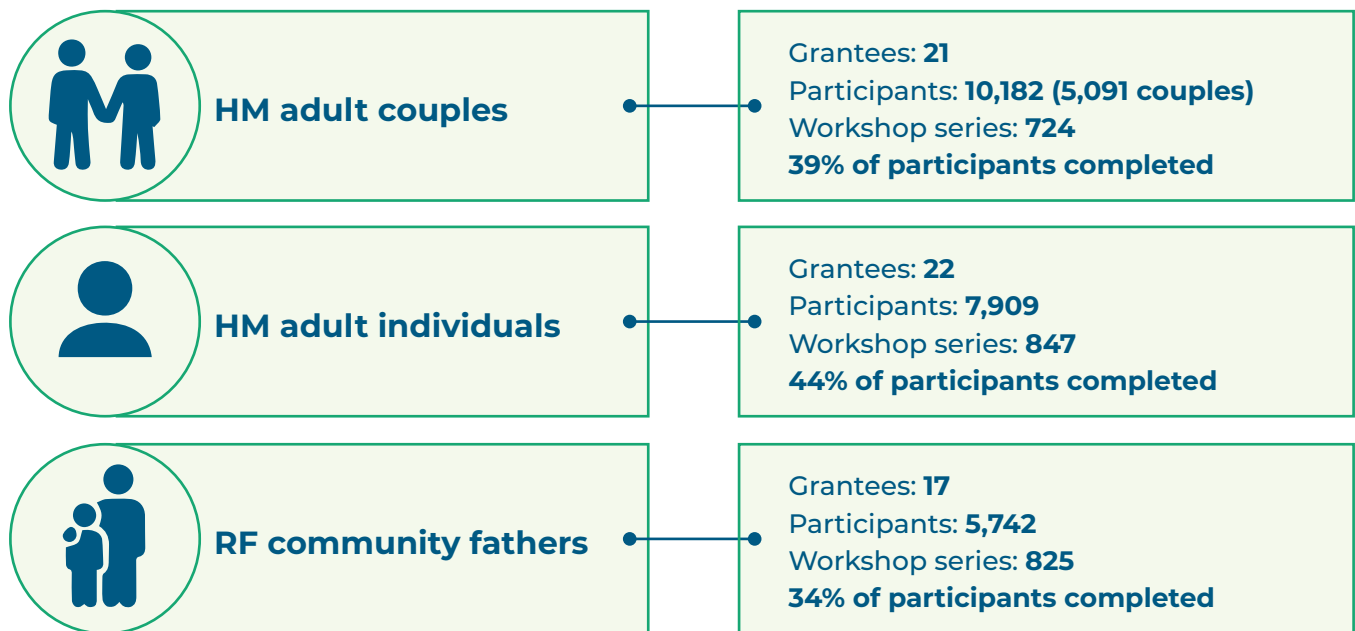 HM adult couples
Grantees: 21
Participants: 10,182 (5,091 couples)
Workshop series: 724
39% of participants completed
HM adult individuals
Grantees: 22
Participants: 7,909
Workshop series: 847
44% of participants completed
RF community fathers
Grantees: 17
Participants: 5,742
Workshop series: 825
34% of participants completed